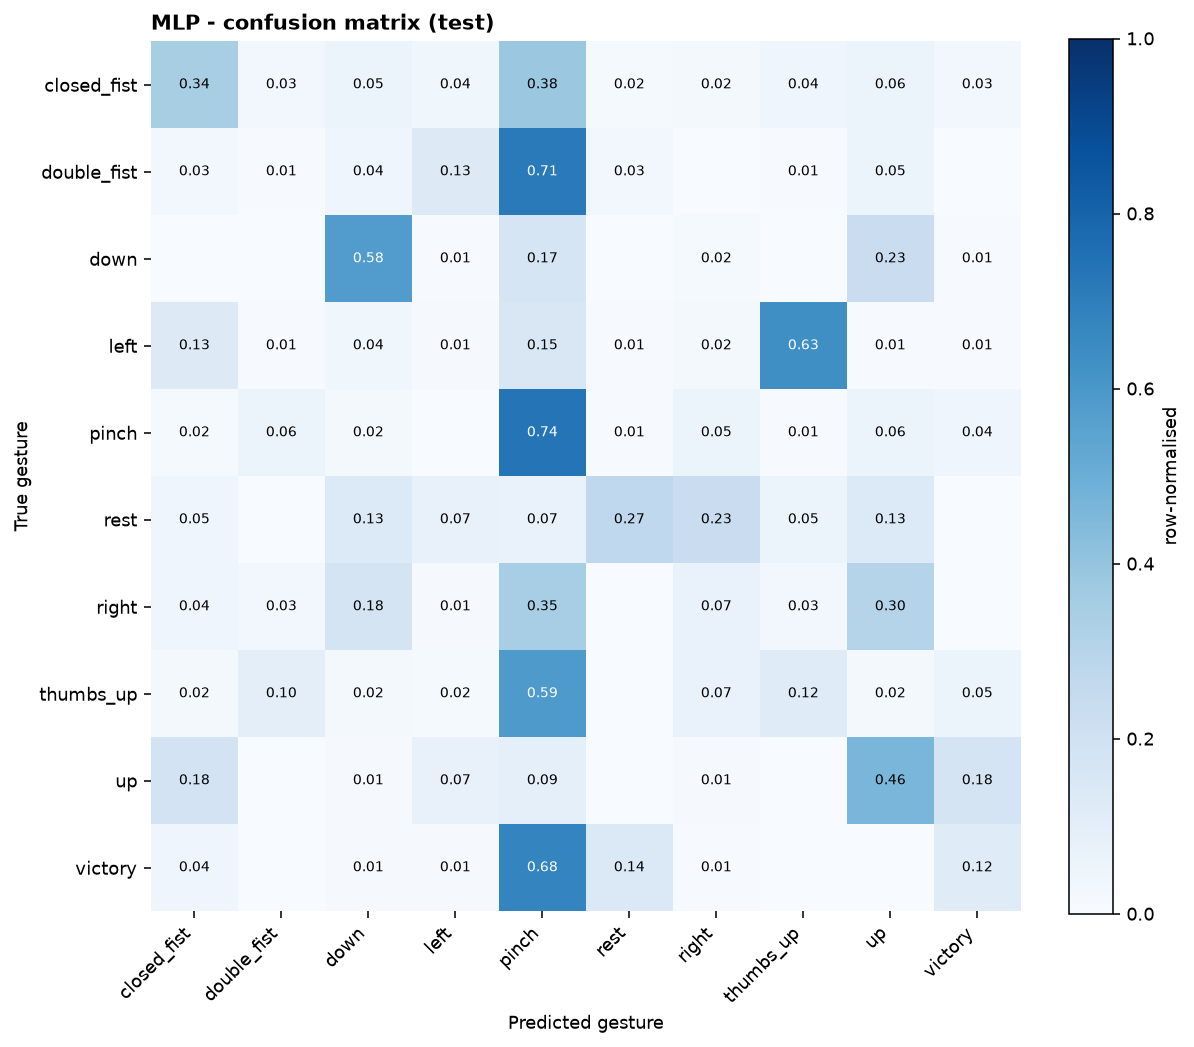 MLP - confusion matrix (test)
True gesture
closed_fist 0.34 0.03 0.05 0.04 0.38 0.02 0.02 0.04 0.06 0.03
double_fist 0.03 0.01 0.04 0.13 0.71 0.03 0.01 0.05
down 0.58 0.01 0.17 0.02 0.23 0.01
left 0.13 0.01 0.04 0.01 0.15 0.01 0.02 0.63 0.01 0.01
pinch 0.02 0.06 0.02 0.74 0.01 0.05 0.01 0.06 0.04
rest 0.05 0.13 0.07 0.07 0.27 0.23 0.05 0.13
right 0.04 0.03 0.18 0.01 0.35 0.07 0.03 0.30
thumbs_up 0.02 0.10 0.02 0.02 0.59 0.07 0.12 0.02 0.05
up 0.18 0.01 0.07 0.09 0.01 0.46 0.18
victory 0.04 0.01 0.01 0.68 0.14 0.01 0.12
closed_fist double_fist down left pinch rest right thumbs_up up victory
Predicted gesture
1.0
0.8
0.6
0.4
0.2
0.0
row-normalised